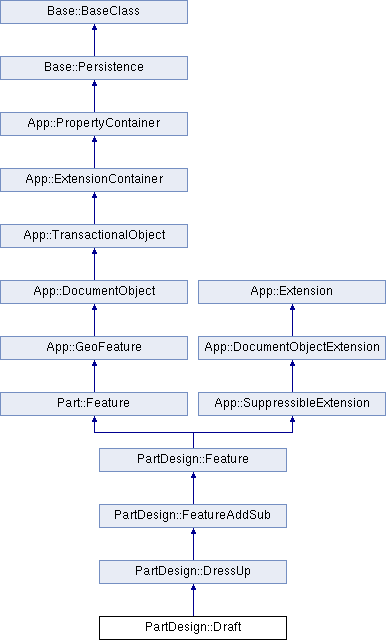 Base::BaseClass
Base::Persistence
App::PropertyContainer
App::ExtensionContainer
App::TransactionalObject
App::DocumentObject
App::Extension
App::GeoFeature
App::DocumentObjectExtension
Part::Feature
App::SuppressibleExtension
PartDesign::Feature
PartDesign::FeatureAddSub
PartDesign::DressUp
PartDesign::Draft